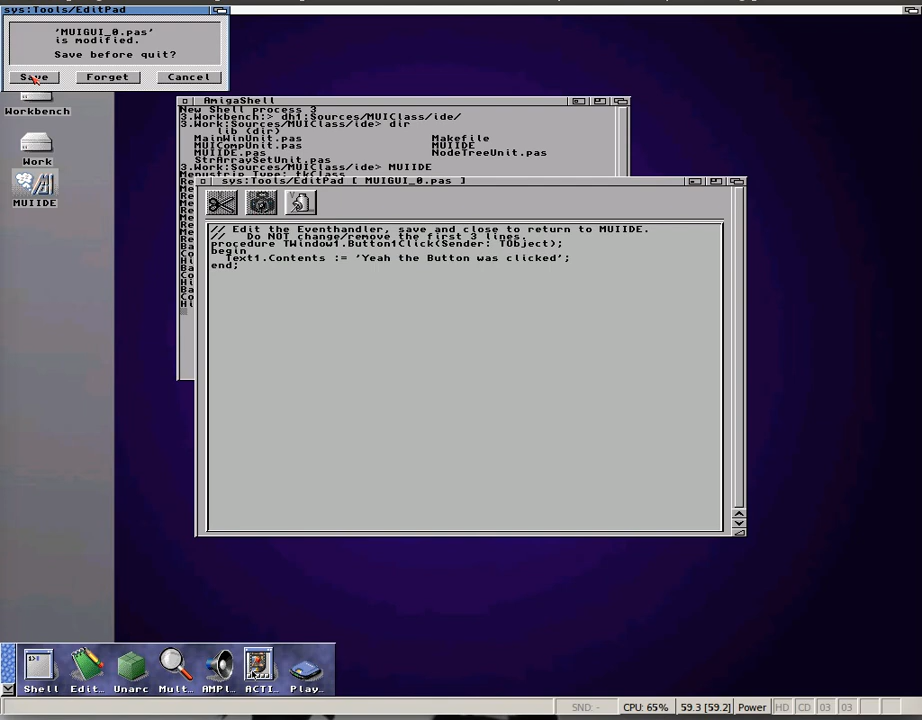 sys:Tools/EditPad
'MUIGUI_0.pas'
is modified.
Save before quit?
Save
Forget
Cancel
Workbench
Work
MUIIDE
AmigaShell
New Shell process 3
3.Workbench:> dh1:Sources/MUIClass/ide/
3.Work:Sources/MUIClass/ide> dir
lib (dir)
MainWinUnit.pas Makefile
MUICompUnit.pas MUIIDE
MUIIDE.pas NodeTreeUnit.pas
StrArraySetUnit.pas
3.Work:Sources/MUIClass/ide> MUIIDE
sys:Tools/EditPad [ MUIGUI_0.pas ]
// Edit the Eventhandler, save and close to return to MUIIDE.
//   Do NOT change/remove the first 3 lines.
procedure TWindow1.Button1Click(Sender: TObject);
begin
  Text1.Contents := 'Yeah the Button was clicked';
end;
Shell
Edit..
Unarc
Mult..
AMPL..
ACTI..
Play..
SND: -
CPU: 65%
59.3 [59.2]
Power
HD
CD
03
03